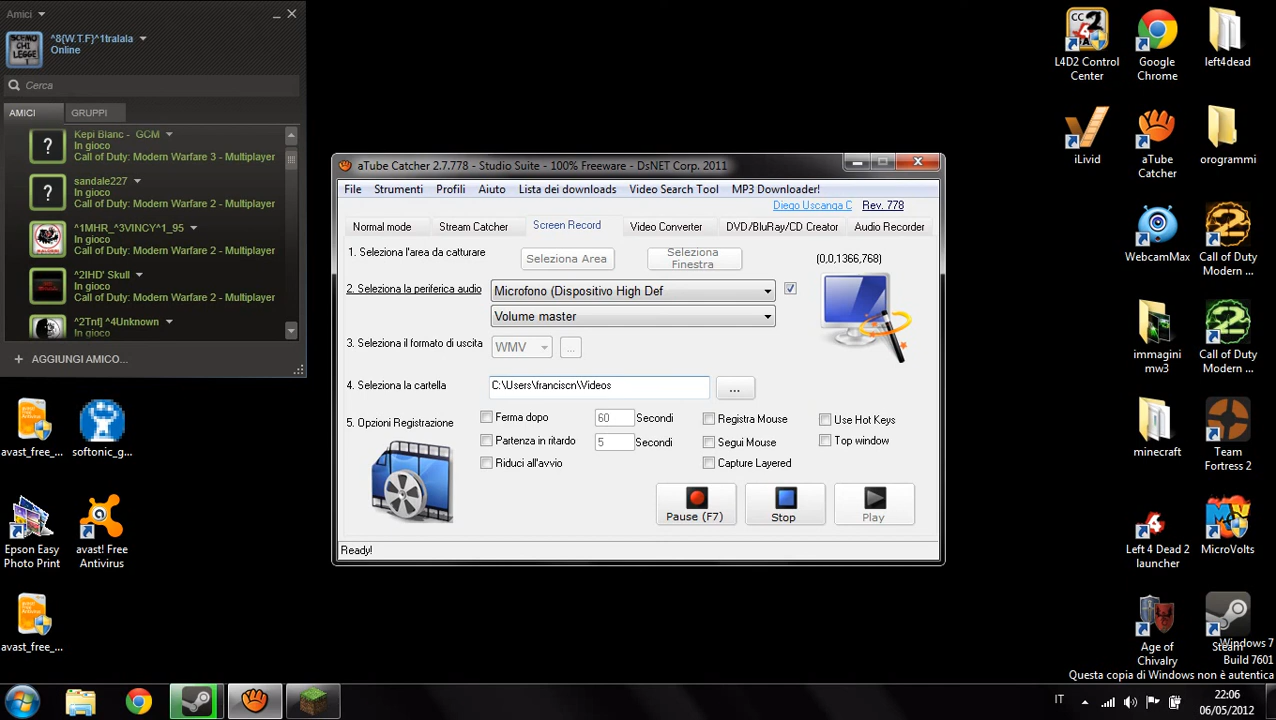 Amici
^8{W.T.F}^1tralala
Online
SCEMO
CHI
LEGGE
Cerca
AMICI
GRUPPI
Kepi Blanc - GCM
In gioco
Call of Duty: Modern Warfare 3 - Multiplayer
sandale227
In gioco
Call of Duty: Modern Warfare 2 - Multiplayer
^1MHR_^3VINCY^1_95
In gioco
Call of Duty: Modern Warfare 2 - Multiplayer
^2IHD' Skull
In gioco
Call of Duty: Modern Warfare 2 - Multiplayer
^2Tnt] ^4Unknown
In gioco
+ AGGIUNGI AMICO...
avast_free_...
softonic_g...
Epson Easy
Photo Print
avast! Free
Antivirus
avast_free_...
aTube Catcher 2.7.778 - Studio Suite - 100% Freeware - DsNET Corp. 2011
File Strumenti Profili Aiuto Lista dei downloads Video Search Tool MP3 Downloader!
Diego Uscanga C Rev. 778
Normal mode Stream Catcher Screen Record Video Converter DVD/BluRay/CD Creator Audio Recorder
1. Seleziona l'area da catturare
Seleziona Area
Seleziona
Finestra
(0,0,1366,768)
2. Seleziona la periferica audio
Microfono (Dispositivo High Def
Volume master
3. Seleziona il formato di uscita
WMV
...
4. Seleziona la cartella
C:\Users\franciscn\Videos
...
5. Opzioni Registrazione
Ferma dopo 60 Secondi
Partenza in ritardo 5 Secondi
Riduci all'avvio
Registra Mouse
Segui Mouse
Capture Layered
Use Hot Keys
Top window
Pause (F7)
Stop
Play
Ready!
L4D2 Control
Center
Google
Chrome
left4dead
iLivid
aTube
Catcher
orogrammi
WebcamMax
Call of Duty
Modern ...
immagini
mw3
Call of Duty
Modern ...
minecraft
Team
Fortress 2
Left 4 Dead 2
launcher
MicroVolts
Age of
Chivalry
Steam
Windows 7
Build 7601
Questa copia di Windows non è autentica
IT
22:06
06/05/2012